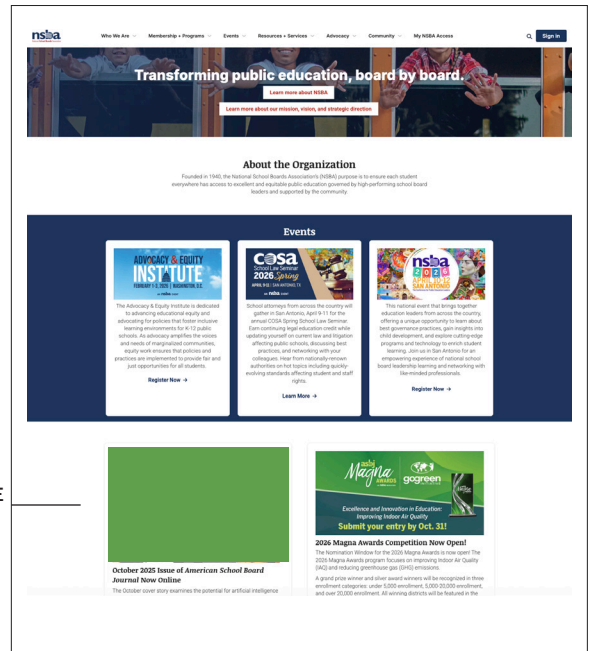 nsba
Who We Are
Membership + Programs
Events
Resources + Services
Advocacy
Community
My NSBA Access
Sign in
Transforming public education, board by board.
Learn more about NSBA
Learn more about our mission, vision, and strategic direction
About the Organization
Founded in 1940, the National School Boards Association's (NSBA) purpose is to ensure each student
everywhere has access to excellent and equitable public education governed by high-performing school board
leaders and supported by the community.
Events
ADVOCACY & EQUITY
INSTITUTE
FEBRUARY 1-3, 2026 | WASHINGTON, D.C.
The Advocacy & Equity Institute is dedicated
to advancing educational equity and
advocating for policies that foster inclusive
learning environments for K-12 public
schools. As advocacy amplifies the voices
and needs of marginalized communities,
equity work ensures that policies and
practices are implemented to provide fair and
just opportunities for all students.
Register Now →
COSA
School Law Seminar
2026 Spring
APRIL 9-11 | SAN ANTONIO, TX
AN nsba EVENT
School attorneys from across the country will
gather in San Antonio, April 9-11 for the
annual COSA Spring School Law Seminar.
Earn continuing legal education credit while
updating yourself on current law and litigation
affecting public schools, discussing best
practices, and networking with your
colleagues. Hear from nationally-renown
authorities on hot topics including quickly-
evolving standards affecting student and staff
rights.
Learn More →
nsba
2026
APRIL 10-12
SAN ANTONIO
This national event that brings together
education leaders from across the country,
offering a unique opportunity to learn about
best governance practices, gain insights into
child development, and explore cutting-edge
programs and technology to enrich student
learning. Join us in San Antonio for an
empowering experience of national school
board leadership learning and networking with
like-minded professionals.
Register Now →
E
October 2025 Issue of American School Board
Journal Now Online
The October cover story examines the potential for artificial intelligence
asbj
Magna
AWARDS
gogreen
Excellence and Innovation in Education:
Improving Indoor Air Quality
Submit your entry by Oct. 31!
2026 Magna Awards Competition Now Open!
The Nomination Window for the 2026 Magna Awards is now open! The
2026 Magna Awards program focuses on improving Indoor Air Quality
(IAQ) and reducing greenhouse gas (GHG) emissions.
A grand prize winner and silver award winners will be recognized in three
enrollment categories: under 5,000 enrollment, 5,000-20,000 enrollment,
and over 20,000 enrollment. All winning districts will be featured in the